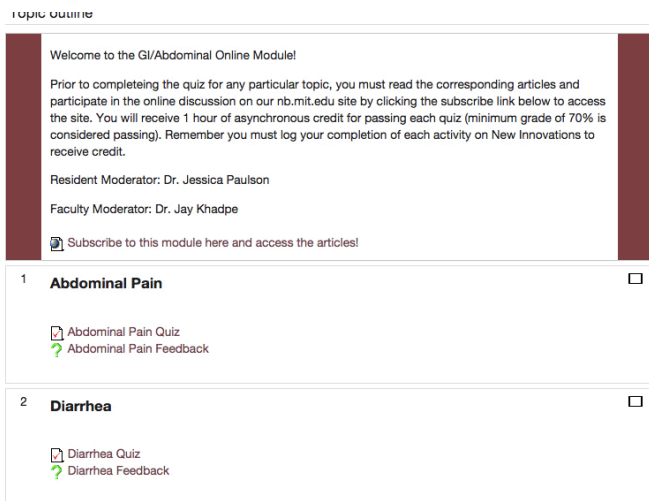 Topic outline
Welcome to the GI/Abdominal Online Module!
Prior to completeing the quiz for any particular topic, you must read the corresponding articles and
participate in the online discussion on our nb.mit.edu site by clicking the subscribe link below to access
the site. You will receive 1 hour of asynchronous credit for passing each quiz (minimum grade of 70% is
considered passing). Remember you must log your completion of each activity on New Innovations to
receive credit.
Resident Moderator: Dr. Jessica Paulson
Faculty Moderator: Dr. Jay Khadpe
Subscribe to this module here and access the articles!
1 Abdominal Pain
Abdominal Pain Quiz
Abdominal Pain Feedback
2 Diarrhea
Diarrhea Quiz
Diarrhea Feedback